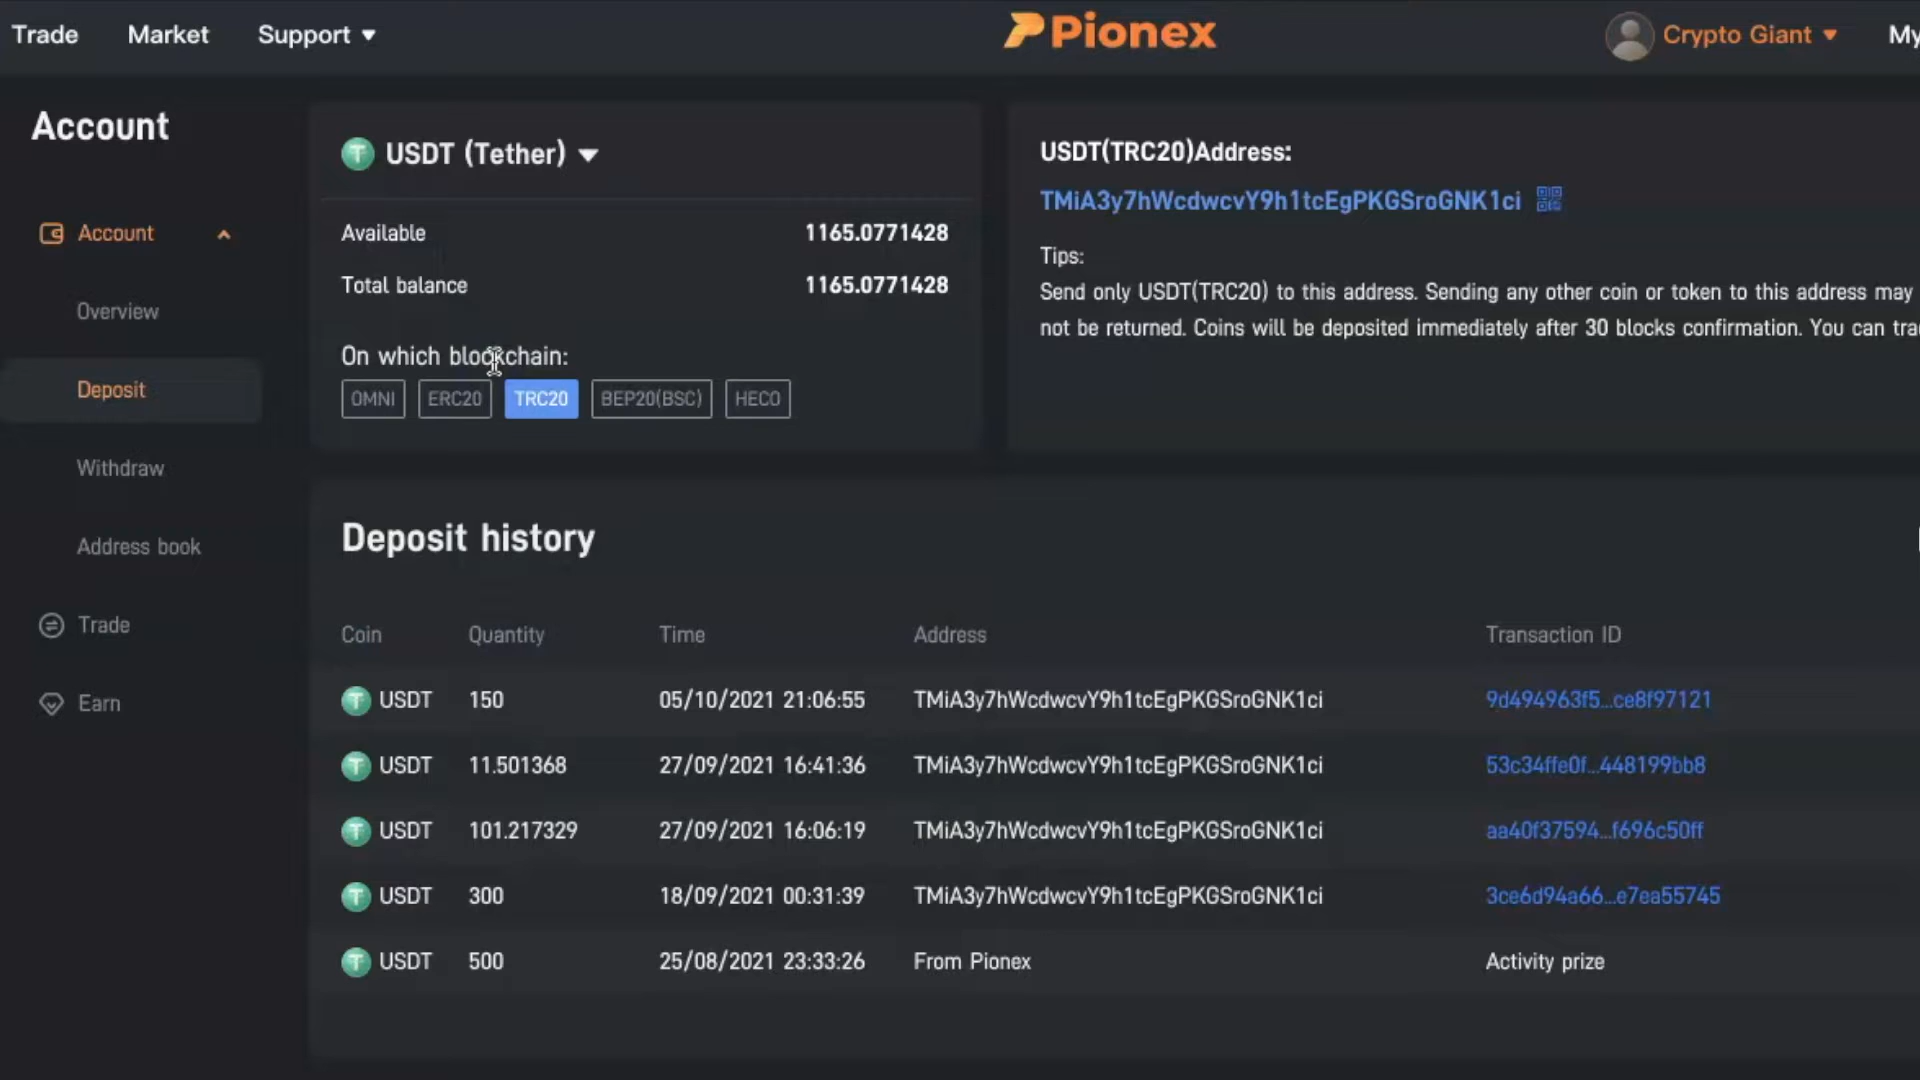 Trade Market Support Pionex Crypto Giant My
Account
USDT (Tether)
USDT(TRC20)Address:
TMiA3y7hWcdwcvY9h1tcEgPKGSroGNK1ci
Account
Available 1165.0771428
Tips:
Total balance 1165.0771428
Send only USDT(TRC20) to this address. Sending any other coin or token to this address may
Overview
not be returned. Coins will be deposited immediately after 30 blocks confirmation. You can tra
On which blockchain:
Deposit
OMNI ERC20 TRC20 BEP20(BSC) HECO
Withdraw
Address book
Trade
Earn
Deposit history
Coin Quantity Time Address Transaction ID
USDT 150 05/10/2021 21:06:55 TMiA3y7hWcdwcvY9h1tcEgPKGSroGNK1ci 9d494963f5...ce8f97121
USDT 11.501368 27/09/2021 16:41:36 TMiA3y7hWcdwcvY9h1tcEgPKGSroGNK1ci 53c34ffe0f...448199bb8
USDT 101.217329 27/09/2021 16:06:19 TMiA3y7hWcdwcvY9h1tcEgPKGSroGNK1ci aa40f37594...f696c50ff
USDT 300 18/09/2021 00:31:39 TMiA3y7hWcdwcvY9h1tcEgPKGSroGNK1ci 3ce6d94a66...e7ea55745
USDT 500 25/08/2021 23:33:26 From Pionex Activity prize